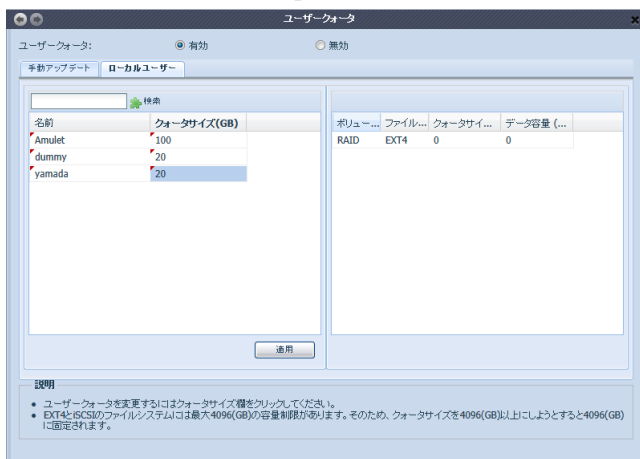 ユーザークォータ
ユーザークォータ: 有効 無効
手動アップデート ローカルユーザー
検索
名前 クォータサイズ(GB)
Amulet 100
dummy 20
yamada 20
ボリュー... ファイル... クォータサイ... データ容量 (...
RAID EXT4 0 0
適用
説明
ユーザークォータを変更するにはクォータサイズ欄をクリックしてください。
EXT4とiSCSIのファイルシステムには最大4096(GB)の容量制限があります。そのため、クォータサイズを4096(GB)以上にしようとすると4096(GB)
に固定されます。